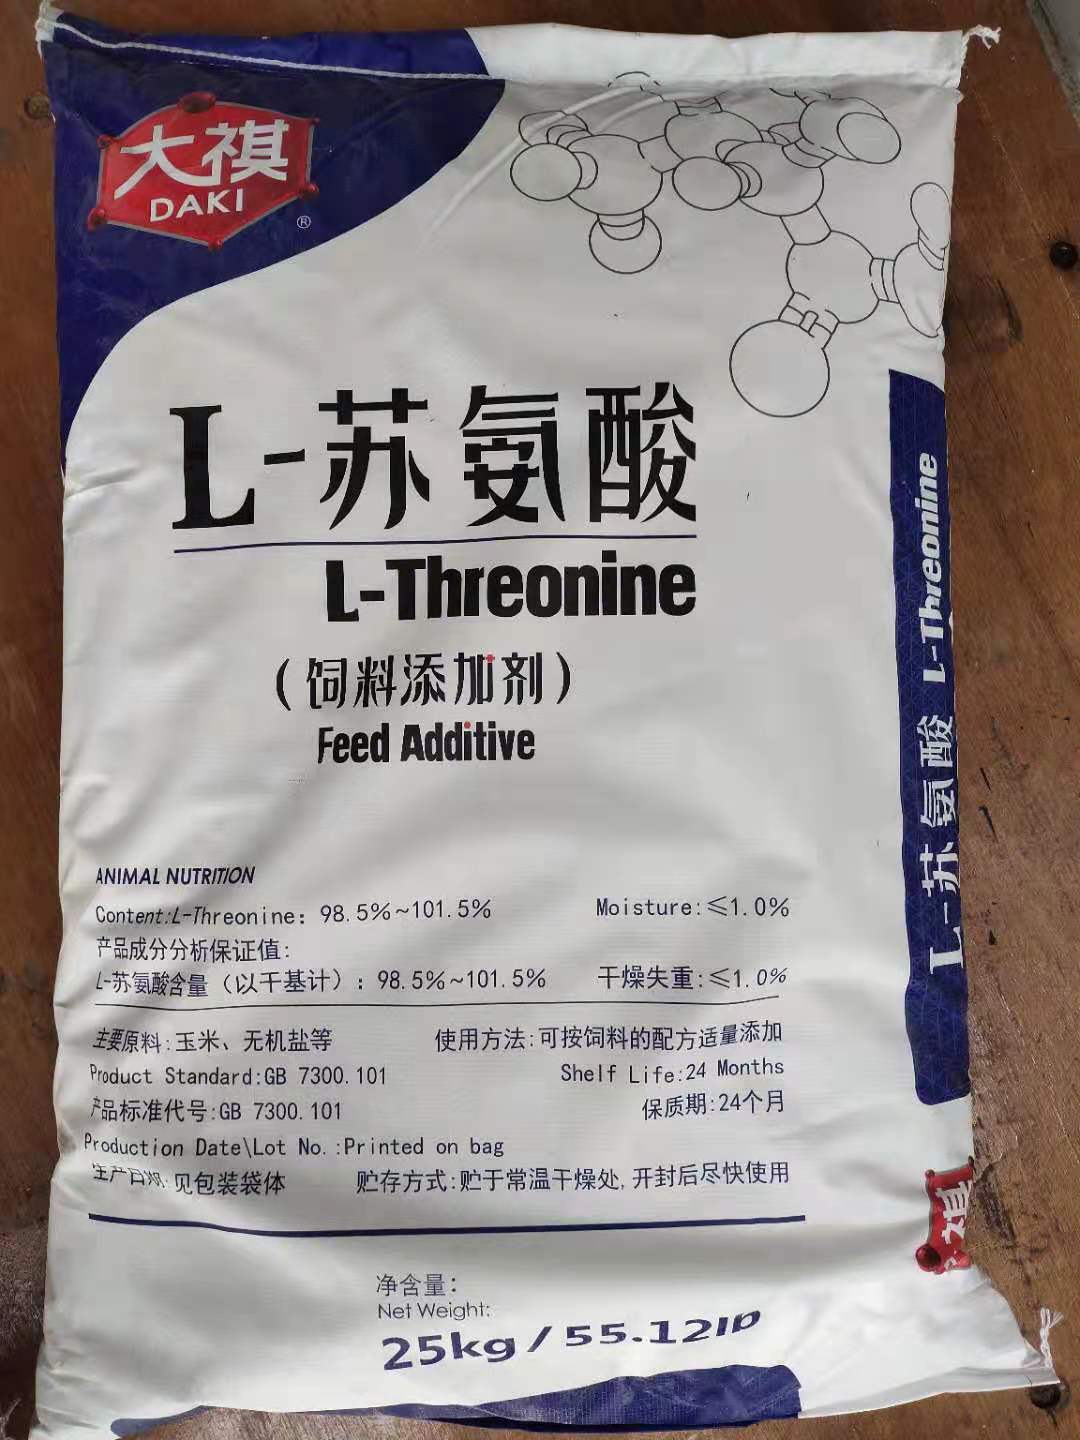 大祺
DAKI
®
L-苏氨酸
L-Threonine
(饲料添加剂)
Feed Additive
ANIMAL NUTRITION
Content:L-Threonine: 98.5%~101.5% Moisture:≤1.0%
产品成分分析保证值:
L-苏氨酸含量 (以干基计): 98.5%~101.5% 干燥失重:≤1.0%
主要原料:玉米、无机盐等 使用方法:可按饲料的配方适量添加
Product Standard:GB 7300.101 Shelf Life:24 Months
产品标准代号:GB 7300.101 保质期:24个月
Production Date\Lot No.:Printed on bag
生产日期:见包装袋体 贮存方式:贮于常温干燥处,开封后尽快使用
净含量:
Net Weight:
25kg/55.12lb
L-苏氨酸 L-Threonine
祺